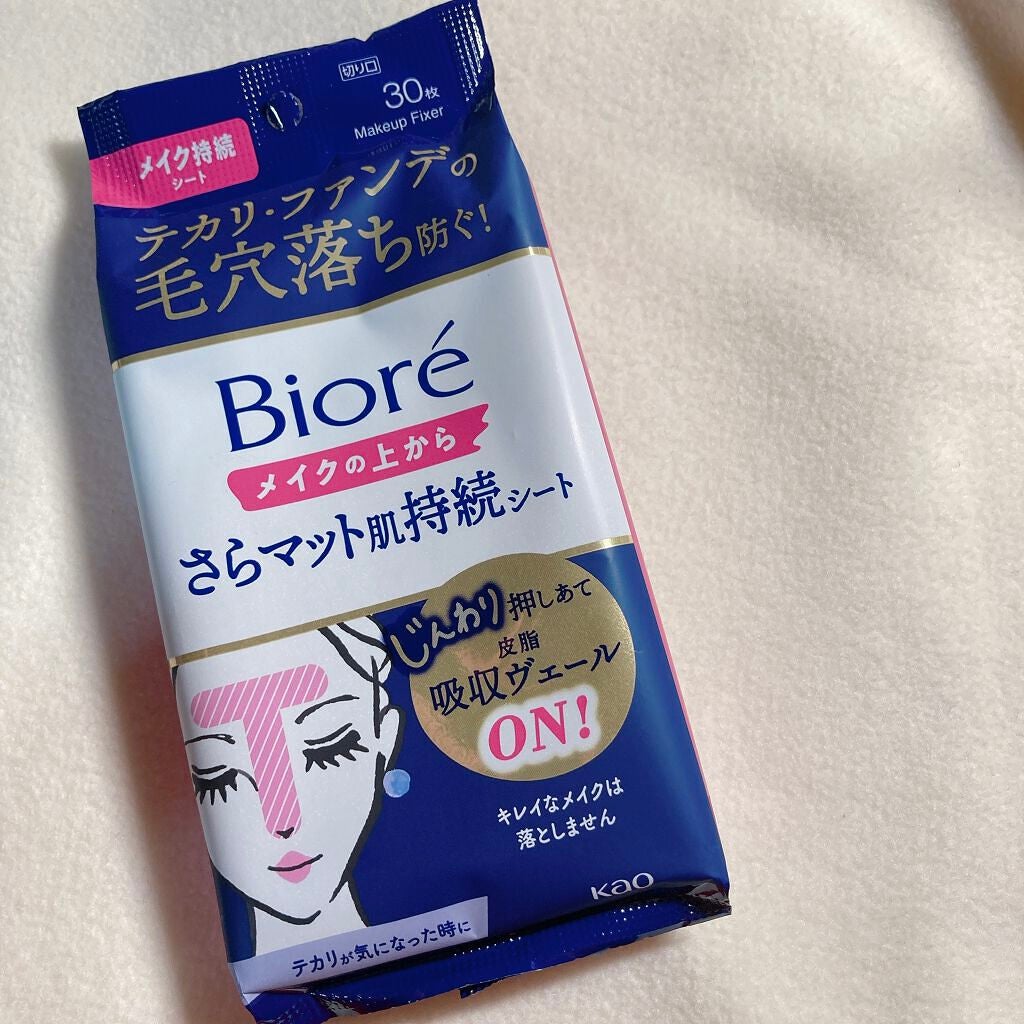 切り口
30枚
Makeup Fixer
メイク持続
シート
テカリ・ファンデの
毛穴落ち防ぐ!
Bioré
メイクの上から
さらマット肌持続シート
じんわり押しあて
皮脂
吸収ヴェール
ON!
T
キレイなメイクは
落としません
Kao
テカリが気になった時に